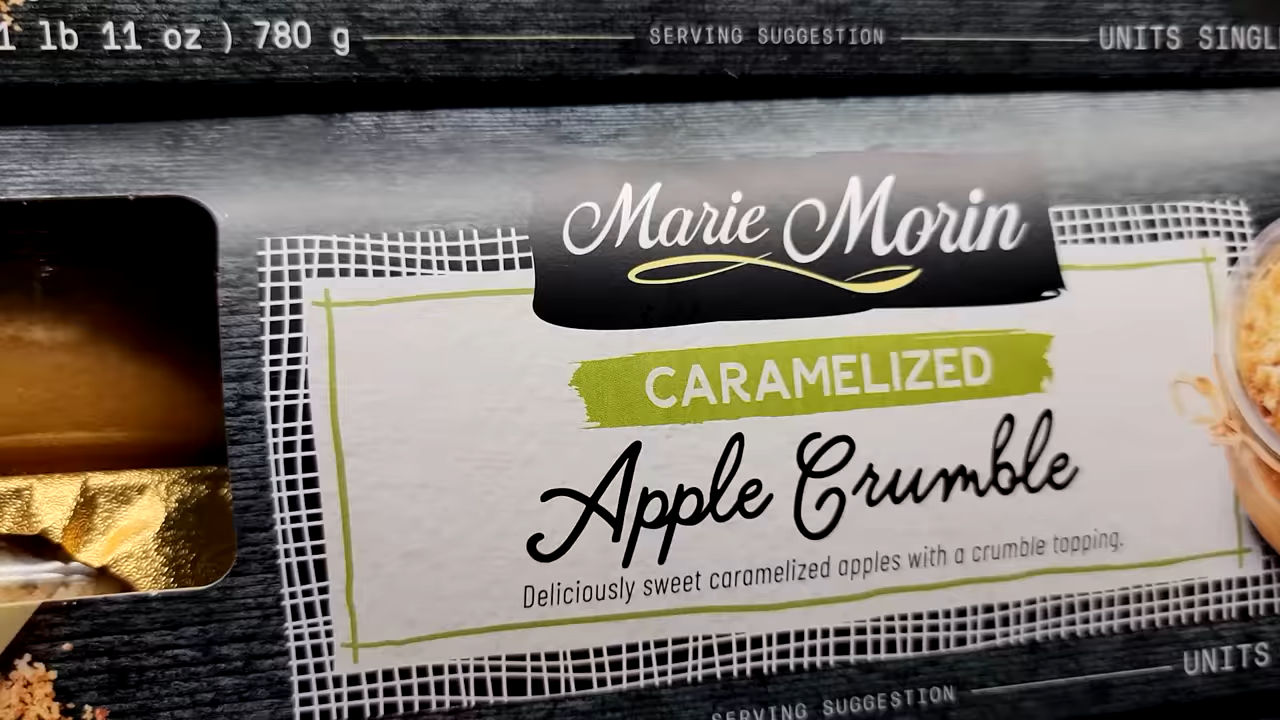 1 lb 11 oz ) 780 g
SERVING SUGGESTION
UNITS SINGL
Marie Morin
CARAMELIZED
Apple Crumble
Deliciously sweet caramelized apples with a crumble topping.
UNITS
SERVING SUGGESTION